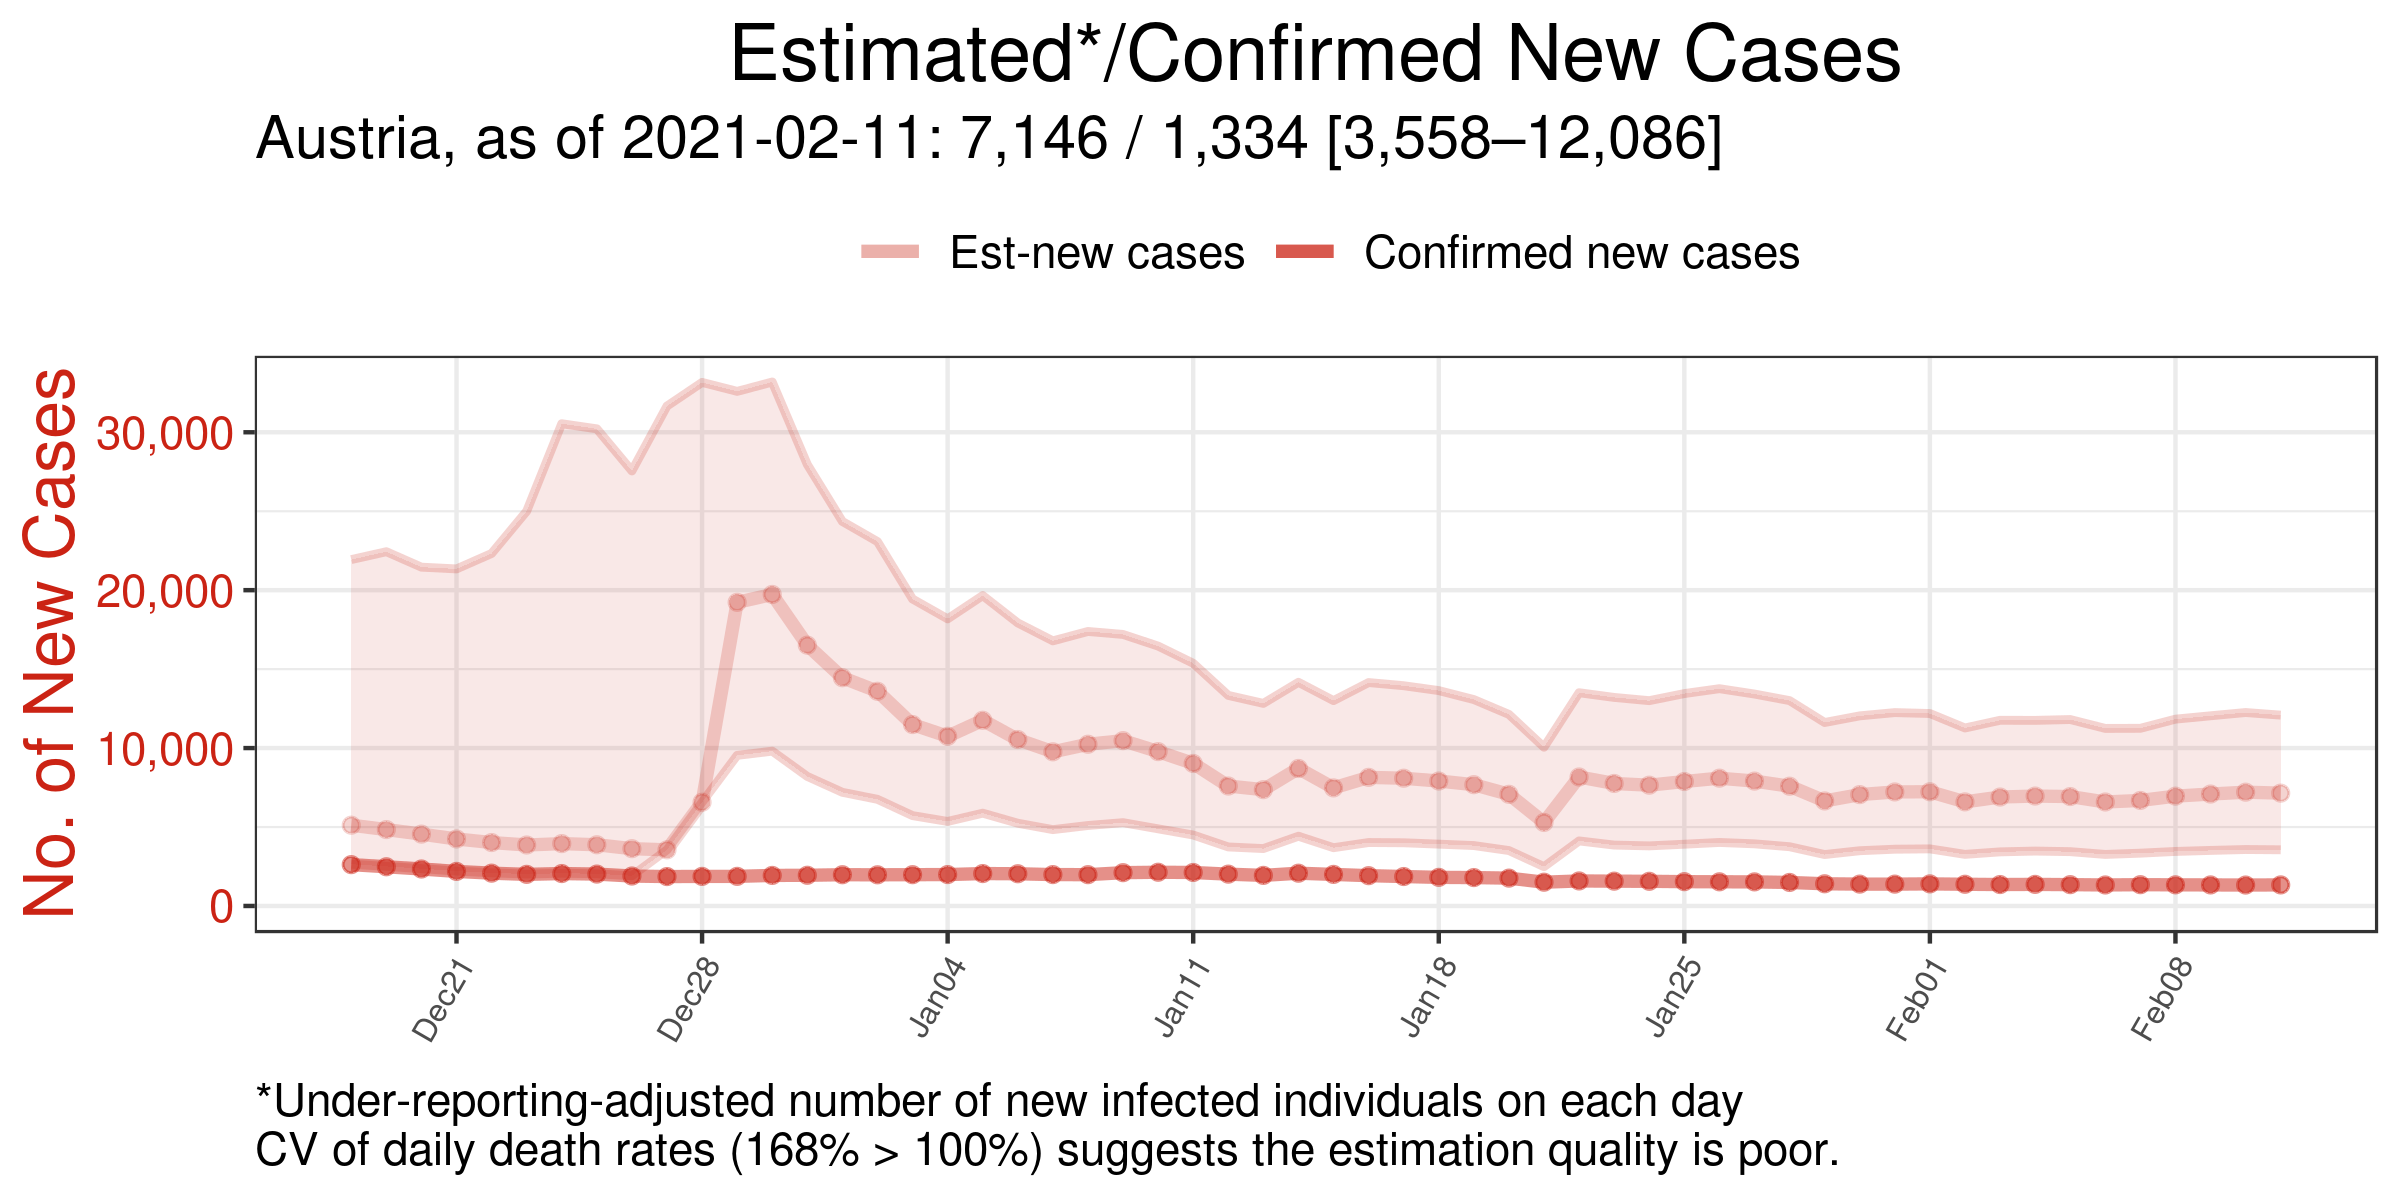 Estimated*/Confirmed New Cases
Austria, as of 2021-02-11: 7,146 / 1,334 [3,558–12,086]
Est-new cases
Confirmed new cases
No. of New Cases
30,000
20,000
10,000
0
Dec21
Dec28
Jan04
Jan11
Jan18
Jan25
Feb01
Feb08
*Under-reporting-adjusted number of new infected individuals on each day
CV of daily death rates (168% > 100%) suggests the estimation quality is poor.